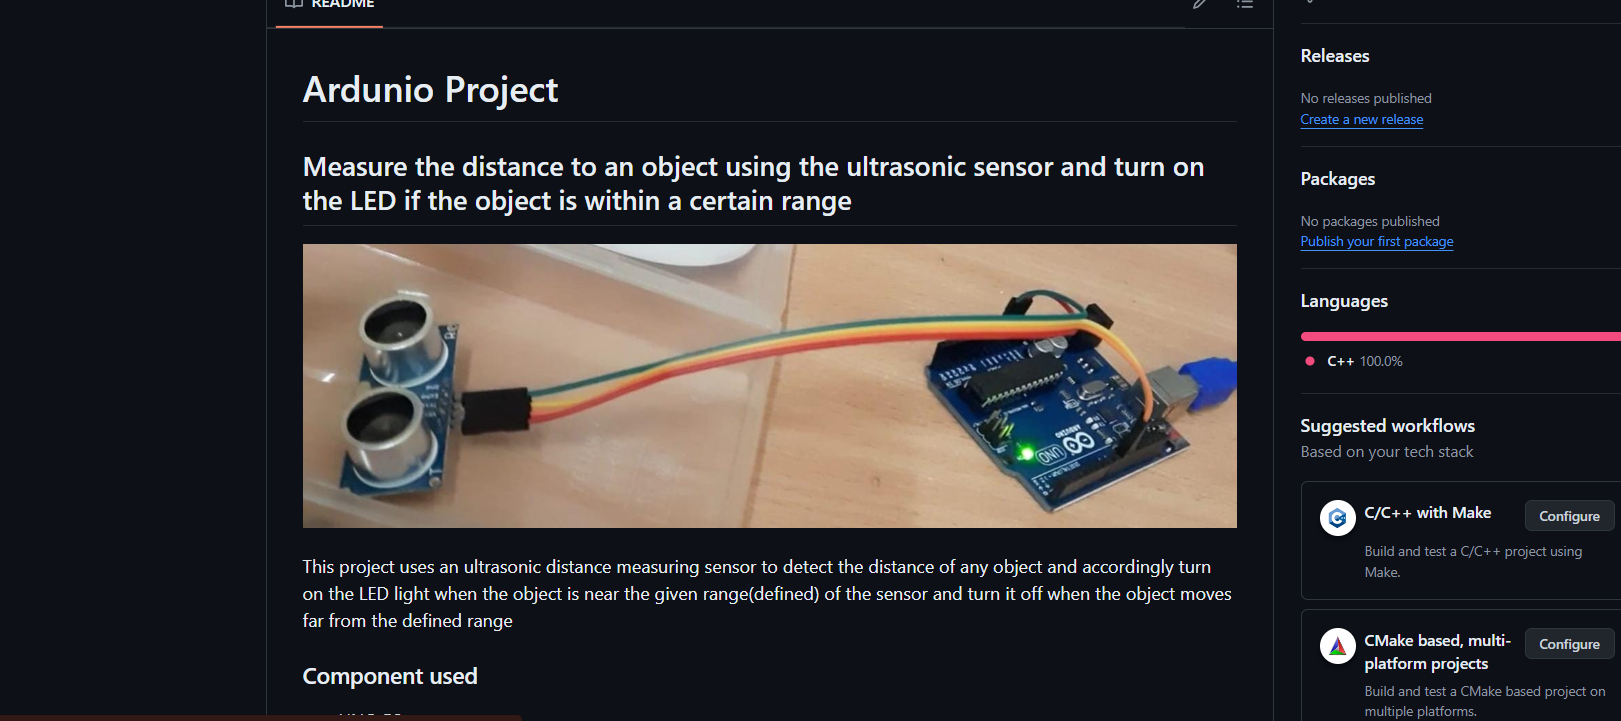 README
Ardunio Project
Measure the distance to an object using the ultrasonic sensor and turn on
the LED if the object is within a certain range
ARDUINO
UNO
This project uses an ultrasonic distance measuring sensor to detect the distance of any object and accordingly turn
on the LED light when the object is near the given range(defined) of the sensor and turn it off when the object moves
far from the defined range
Component used
Releases
No releases published
Create a new release
Packages
No packages published
Publish your first package
Languages
C++ 100.0%
Suggested workflows
Based on your tech stack
C/C++ with Make
Configure
Build and test a C/C++ project using
Make.
CMake based, multi-
platform projects
Configure
Build and test a CMake based project on
multiple platforms.